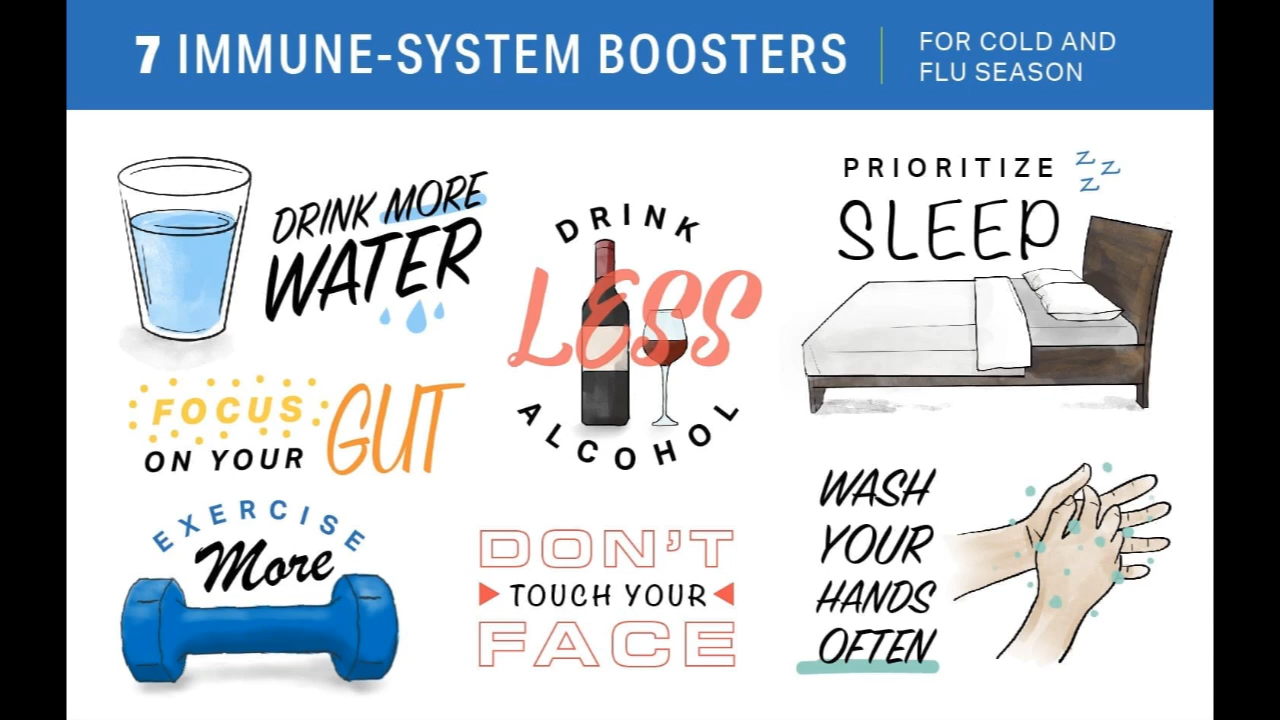 7 IMMUNE-SYSTEM BOOSTERS
FOR COLD AND
FLU SEASON
DRINK MORE
WATER
DRINK
LESS
ALCOHOL
PRIORITIZE
SLEEP
Z Z Z
FOCUS
ON YOUR
GUT
EXERCISE
More
DON'T
TOUCH YOUR
FACE
WASH
YOUR
HANDS
OFTEN